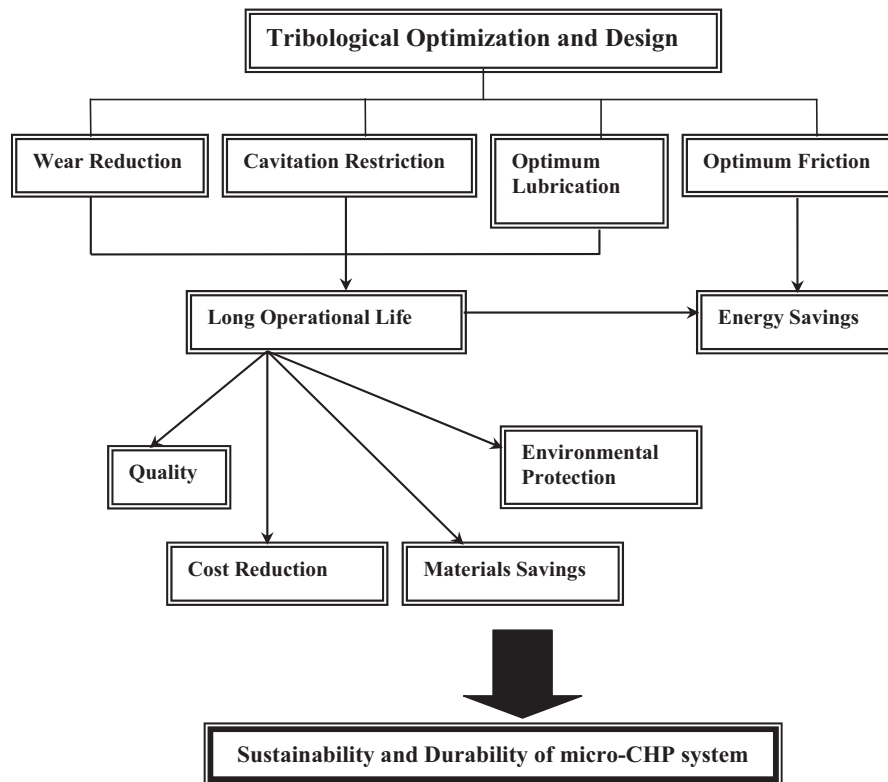 Tribological Optimization and Design
Wear Reduction
Cavitation Restriction
Optimum
Lubrication
Optimum Friction
Long Operational Life
Energy Savings
Quality
Environmental
Protection
Cost Reduction
Materials Savings
Sustainability and Durability of micro-CHP system